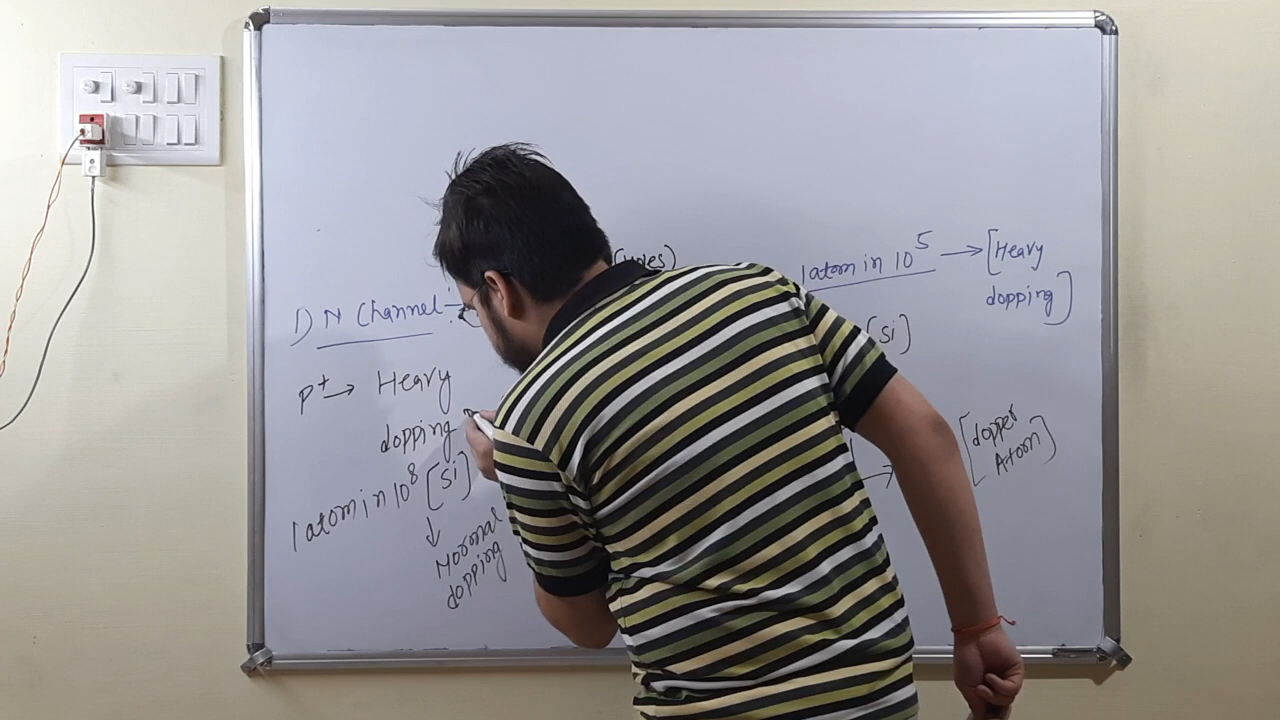 (Holes)
1 atom in 10^5 → [Heavy
dopping]
1) N Channel :-
[Si]
P+ → Heavy
dopping
1 atom in 10^8 [Si]
↓
Normal
dopping
→ [dopper
Atom]